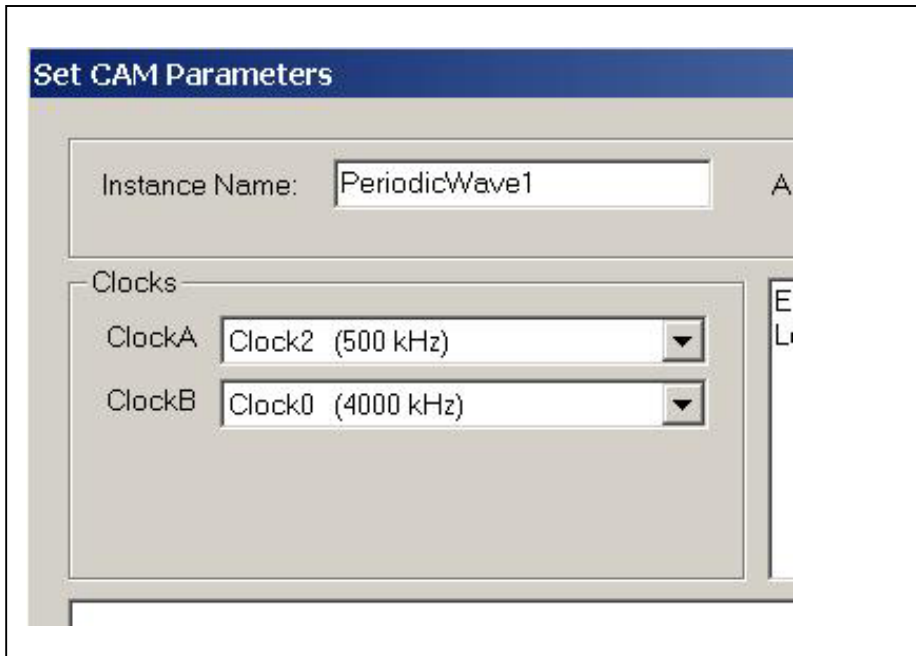 Set CAM Parameters
Instance Name: PeriodicWave1 A
Clocks
ClockA Clock2 (500 kHz)
ClockB Clock0 (4000 kHz)
E